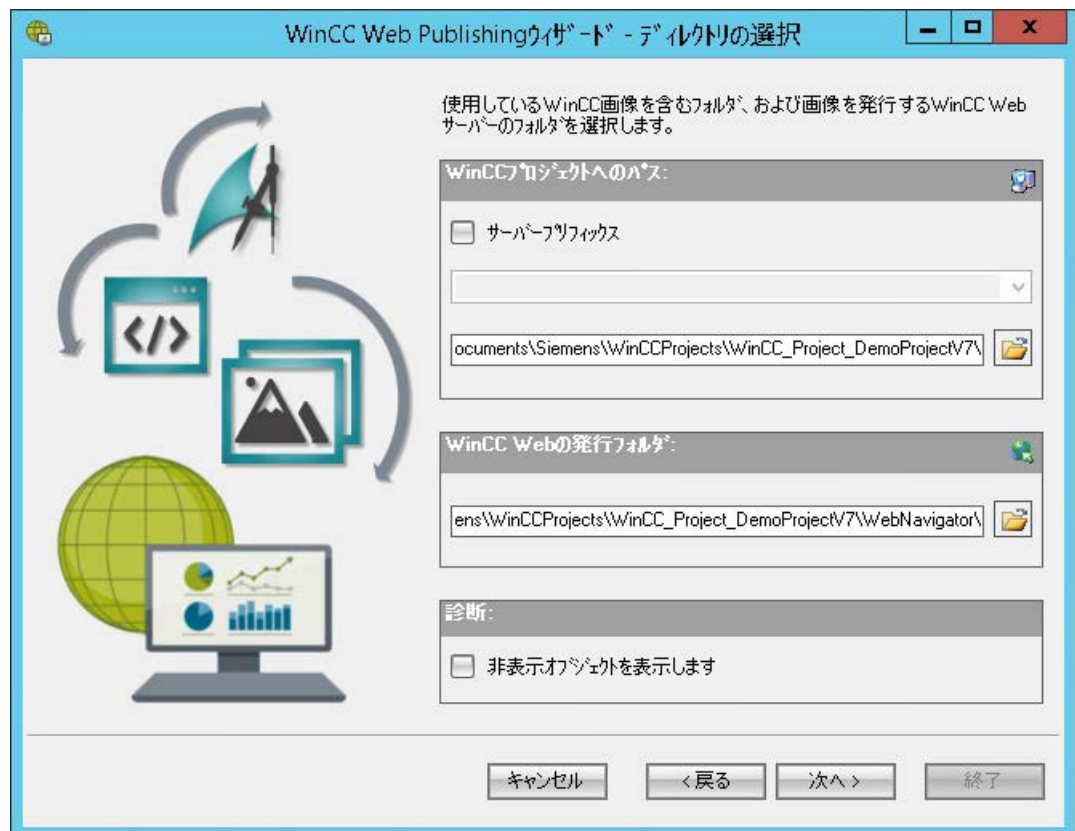 WinCC Web Publishingウィザード - ディレクトリの選択
使用しているWinCC画像を含むフォルダ、および画像を発行するWinCC Web
サーバーのフォルダを選択します。
WinCCプロジェクトへのパス:
サーバープリフィックス
ocuments\Siemens\WinCCProjects\WinCC_Project_DemoProjectV7\
</>
WinCC Webの発行フォルダ:
ens\WinCCProjects\WinCC_Project_DemoProjectV7\WebNavigator\
診断:
非表示オブジェクトを表示します
キャンセル
< 戻る
次へ >
終了